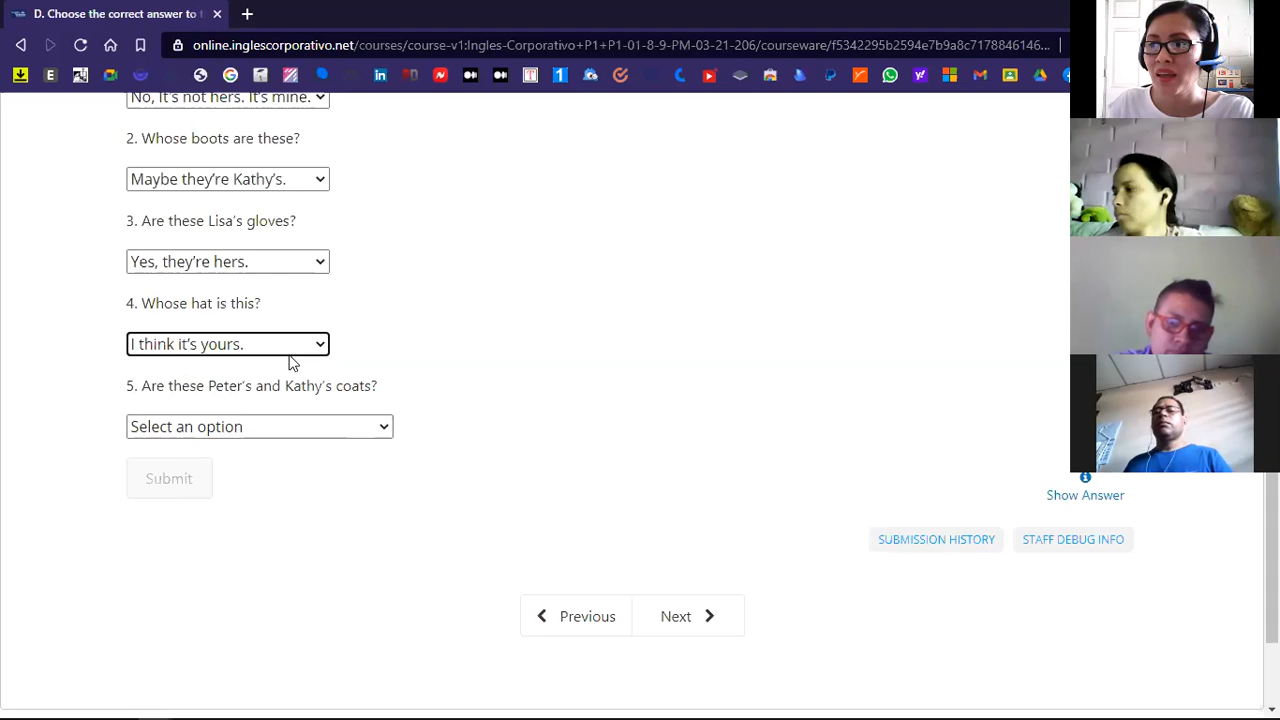 D. Choose the correct answer to t
online.inglescorporativo.net/courses/course-v1:Ingles-Corporativo+P1+P1-01-8-9-PM-03-21-206/courseware/f5342295b2594e7b9a8c7178846146...
No, It's not hers. It's mine.
2. Whose boots are these?
Maybe they’re Kathy’s.
3. Are these Lisa’s gloves?
Yes, they’re hers.
4. Whose hat is this?
I think it’s yours.
5. Are these Peter’s and Kathy’s coats?
Select an option
Submit
Show Answer
SUBMISSION HISTORY STAFF DEBUG INFO
Previous Next